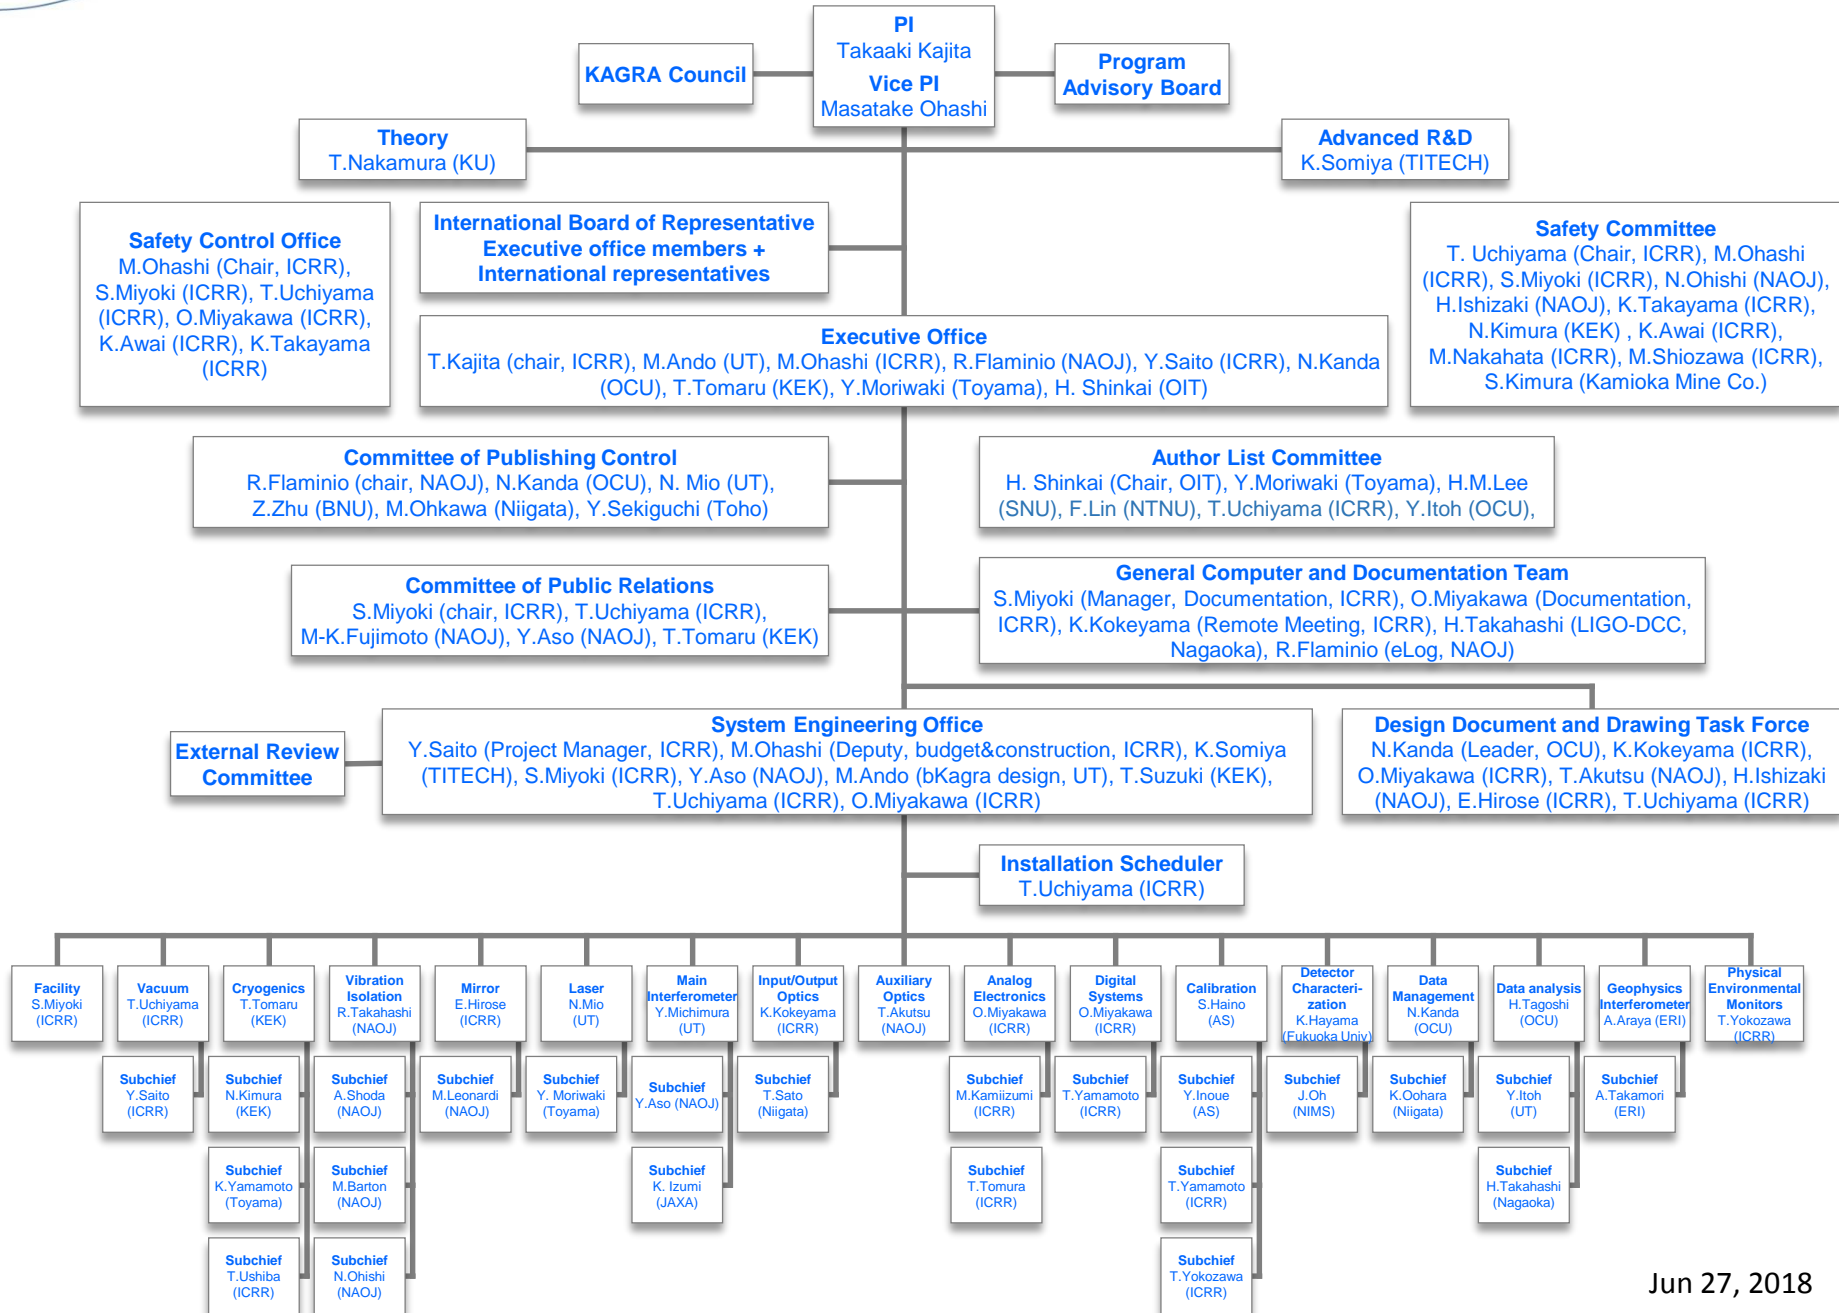 PI
Takaaki Kajita
Vice PI
Masatake Ohashi
KAGRA Council
Program
Advisory Board
Theory
T.Nakamura (KU)
Advanced R&D
K.Somiya (TITECH)
Safety Control Office
M.Ohashi (Chair, ICRR),
S.Miyoki (ICRR), T.Uchiyama
(ICRR), O.Miyakawa (ICRR),
K.Awai (ICRR), K.Takayama
(ICRR)
International Board of Representative
Executive office members +
International representatives
Safety Committee
T. Uchiyama (Chair, ICRR), M.Ohashi
(ICRR), S.Miyoki (ICRR), N.Ohishi (NAOJ),
H.Ishizaki (NAOJ), K.Takayama (ICRR),
N.Kimura (KEK) , K.Awai (ICRR),
M.Nakahata (ICRR), M.Shiozawa (ICRR),
S.Kimura (Kamioka Mine Co.)
Executive Office
T.Kajita (chair, ICRR), M.Ando (UT), M.Ohashi (ICRR), R.Flaminio (NAOJ), Y.Saito (ICRR), N.Kanda
(OCU), T.Tomaru (KEK), Y.Moriwaki (Toyama), H. Shinkai (OIT)
Committee of Publishing Control
R.Flaminio (chair, NAOJ), N.Kanda (OCU), N. Mio (UT),
Z.Zhu (BNU), M.Ohkawa (Niigata), Y.Sekiguchi (Toho)
Author List Committee
H. Shinkai (Chair, OIT), Y.Moriwaki (Toyama), H.M.Lee
(SNU), F.Lin (NTNU), T.Uchiyama (ICRR), Y.Itoh (OCU),
Committee of Public Relations
S.Miyoki (chair, ICRR), T.Uchiyama (ICRR),
M-K.Fujimoto (NAOJ), Y.Aso (NAOJ), T.Tomaru (KEK)
General Computer and Documentation Team
S.Miyoki (Manager, Documentation, ICRR), O.Miyakawa (Documentation,
ICRR), K.Kokeyama (Remote Meeting, ICRR), H.Takahashi (LIGO-DCC,
Nagaoka), R.Flaminio (eLog, NAOJ)
External Review
Committee
System Engineering Office
Y.Saito (Project Manager, ICRR), M.Ohashi (Deputy, budget&construction, ICRR), K.Somiya
(TITECH), S.Miyoki (ICRR), Y.Aso (NAOJ), M.Ando (bKagra design, UT), T.Suzuki (KEK),
T.Uchiyama (ICRR), O.Miyakawa (ICRR)
Design Document and Drawing Task Force
N.Kanda (Leader, OCU), K.Kokeyama (ICRR),
O.Miyakawa (ICRR), T.Akutsu (NAOJ), H.Ishizaki
(NAOJ), E.Hirose (ICRR), T.Uchiyama (ICRR)
Installation Scheduler
T.Uchiyama (ICRR)
Facility
S.Miyoki
(ICRR)
Vacuum
T.Uchiyama
(ICRR)
Cryogenics
T.Tomaru
(KEK)
Vibration
Isolation
R.Takahashi
(NAOJ)
Mirror
E.Hirose
(ICRR)
Laser
N.Mio
(UT)
Main
Interferometer
Y.Michimura
(UT)
Input/Output
Optics
K.Kokeyama
(ICRR)
Auxiliary
Optics
T.Akutsu
(NAOJ)
Analog
Electronics
O.Miyakawa
(ICRR)
Digital
Systems
O.Miyakawa
(ICRR)
Calibration
S.Haino
(AS)
Detector
Characteri-
zation
K.Hayama
(Fukuoka Univ)
Data
Management
N.Kanda
(OCU)
Data analysis
H.Tagoshi
(OCU)
Geophysics
Interferometer
A.Araya (ERI)
Physical
Environmental
Monitors
T.Yokozawa
(ICRR)
Subchief
Y.Saito
(ICRR)
Subchief
N.Kimura
(KEK)
Subchief
A.Shoda
(NAOJ)
Subchief
M.Leonardi
(NAOJ)
Subchief
Y. Moriwaki
(Toyama)
Subchief
Y.Aso (NAOJ)
Subchief
T.Sato
(Niigata)
Subchief
M.Kamiizumi
(ICRR)
Subchief
T.Yamamoto
(ICRR)
Subchief
Y.Inoue
(AS)
Subchief
J.Oh
(NIMS)
Subchief
K.Oohara
(Niigata)
Subchief
Y.Itoh
(UT)
Subchief
A.Takamori
(ERI)
Subchief
K.Yamamoto
(Toyama)
Subchief
M.Barton
(NAOJ)
Subchief
K. Izumi
(JAXA)
Subchief
T.Tomura
(ICRR)
Subchief
T.Yamamoto
(ICRR)
Subchief
H.Takahashi
(Nagaoka)
Subchief
T.Ushiba
(ICRR)
Subchief
N.Ohishi
(NAOJ)
Subchief
T.Yokozawa
(ICRR)
Jun 27, 2018